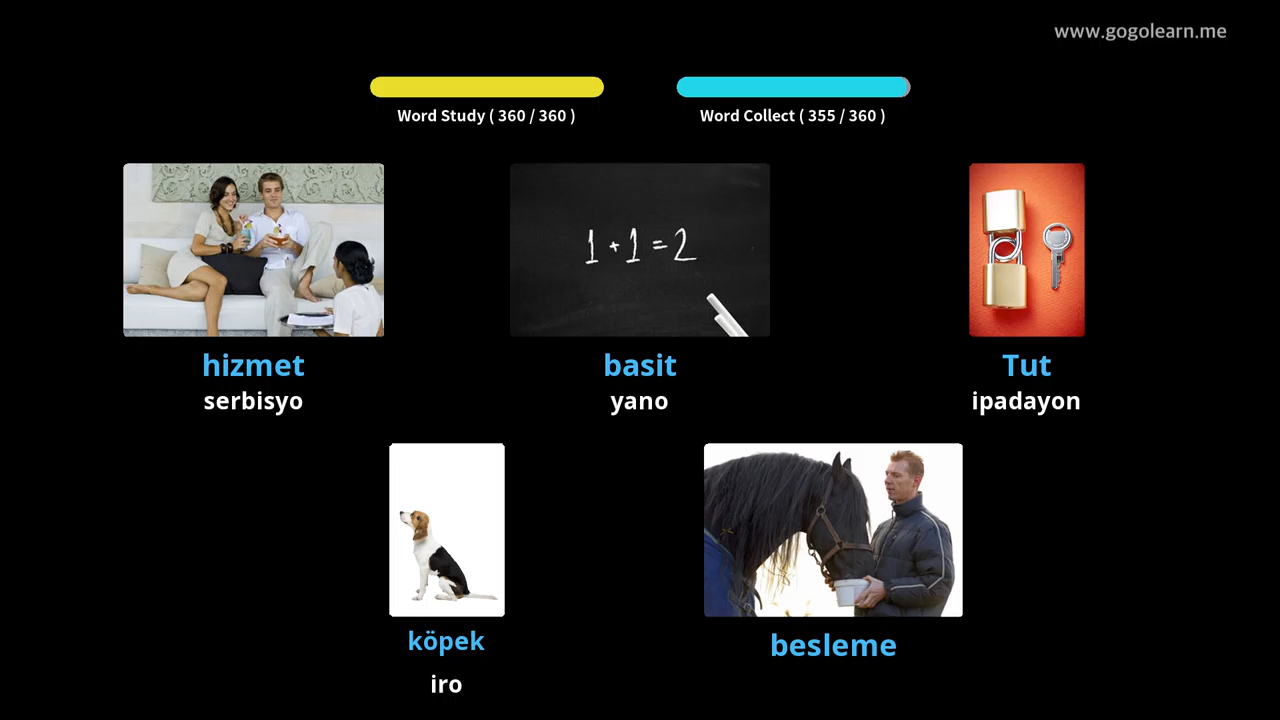 www.gogolearn.me
Word Study ( 360 / 360 )
Word Collect ( 355 / 360 )
1 + 1 = 2
hizmet
serbisyo
basit
yano
Tut
ipadayon
köpek
iro
besleme